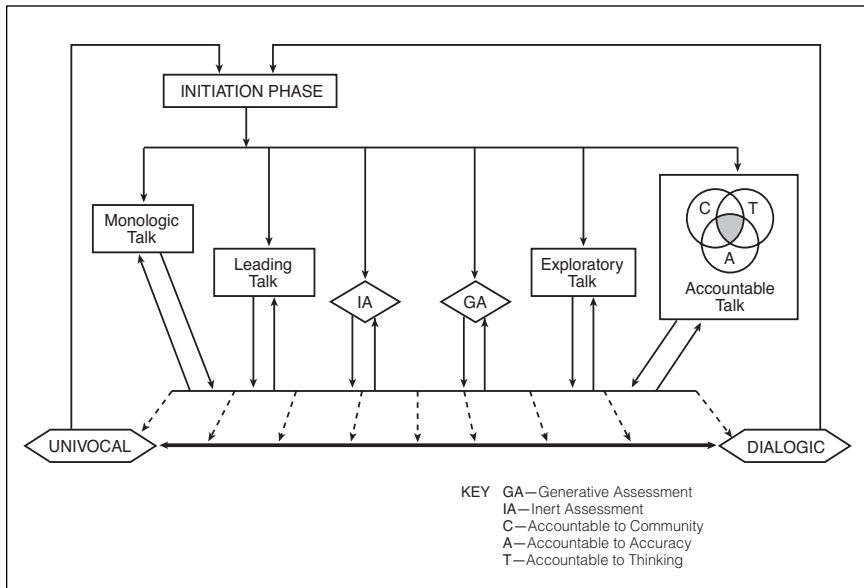 INITIATION PHASE
Monologic
Talk
Leading
Talk
IA
GA
Exploratory
Talk
C
T
A
Accountable
Talk
UNIVOCAL
DIALOGIC
KEY GA—Generative Assessment
IA—Inert Assessment
C—Accountable to Community
A—Accountable to Accuracy
T—Accountable to Thinking